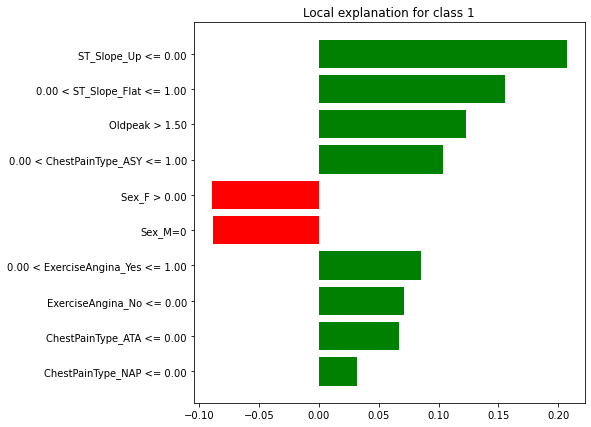 Local explanation for class 1
ST_Slope_Up <= 0.00
0.00 < ST_Slope_Flat <= 1.00
Oldpeak > 1.50
0.00 < ChestPainType_ASY <= 1.00
Sex_F > 0.00
Sex_M=0
0.00 < ExerciseAngina_Yes <= 1.00
ExerciseAngina_No <= 0.00
ChestPainType_ATA <= 0.00
ChestPainType_NAP <= 0.00
−0.10 −0.05 0.00 0.05 0.10 0.15 0.20